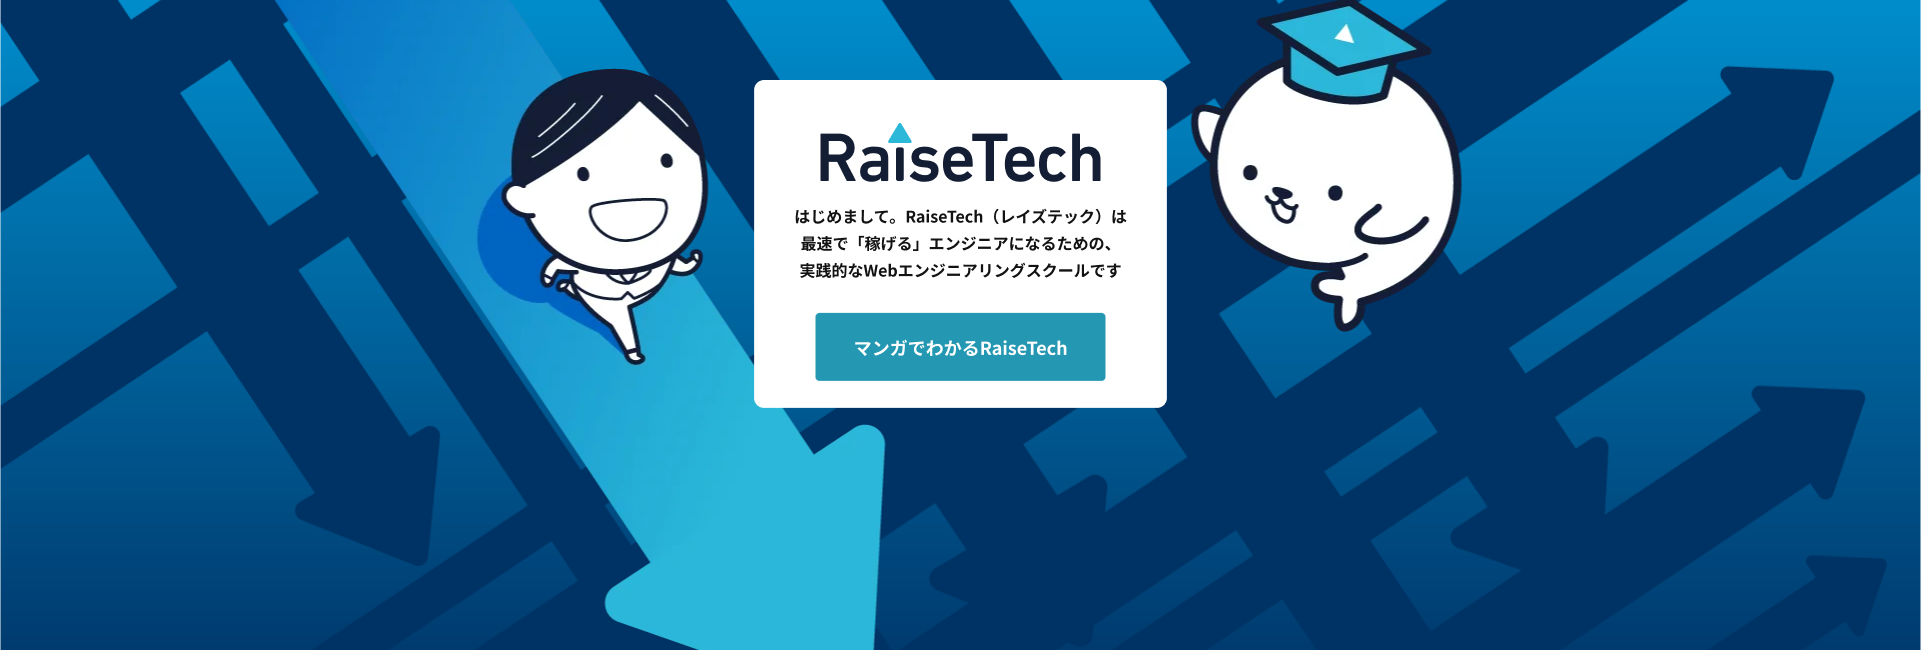 RaiseTech
はじめまして。RaiseTech（レイズテック）は
最速で「稼げる」エンジニアになるための、
実践的なWebエンジニアリングスクールです
マンガでわかるRaiseTech